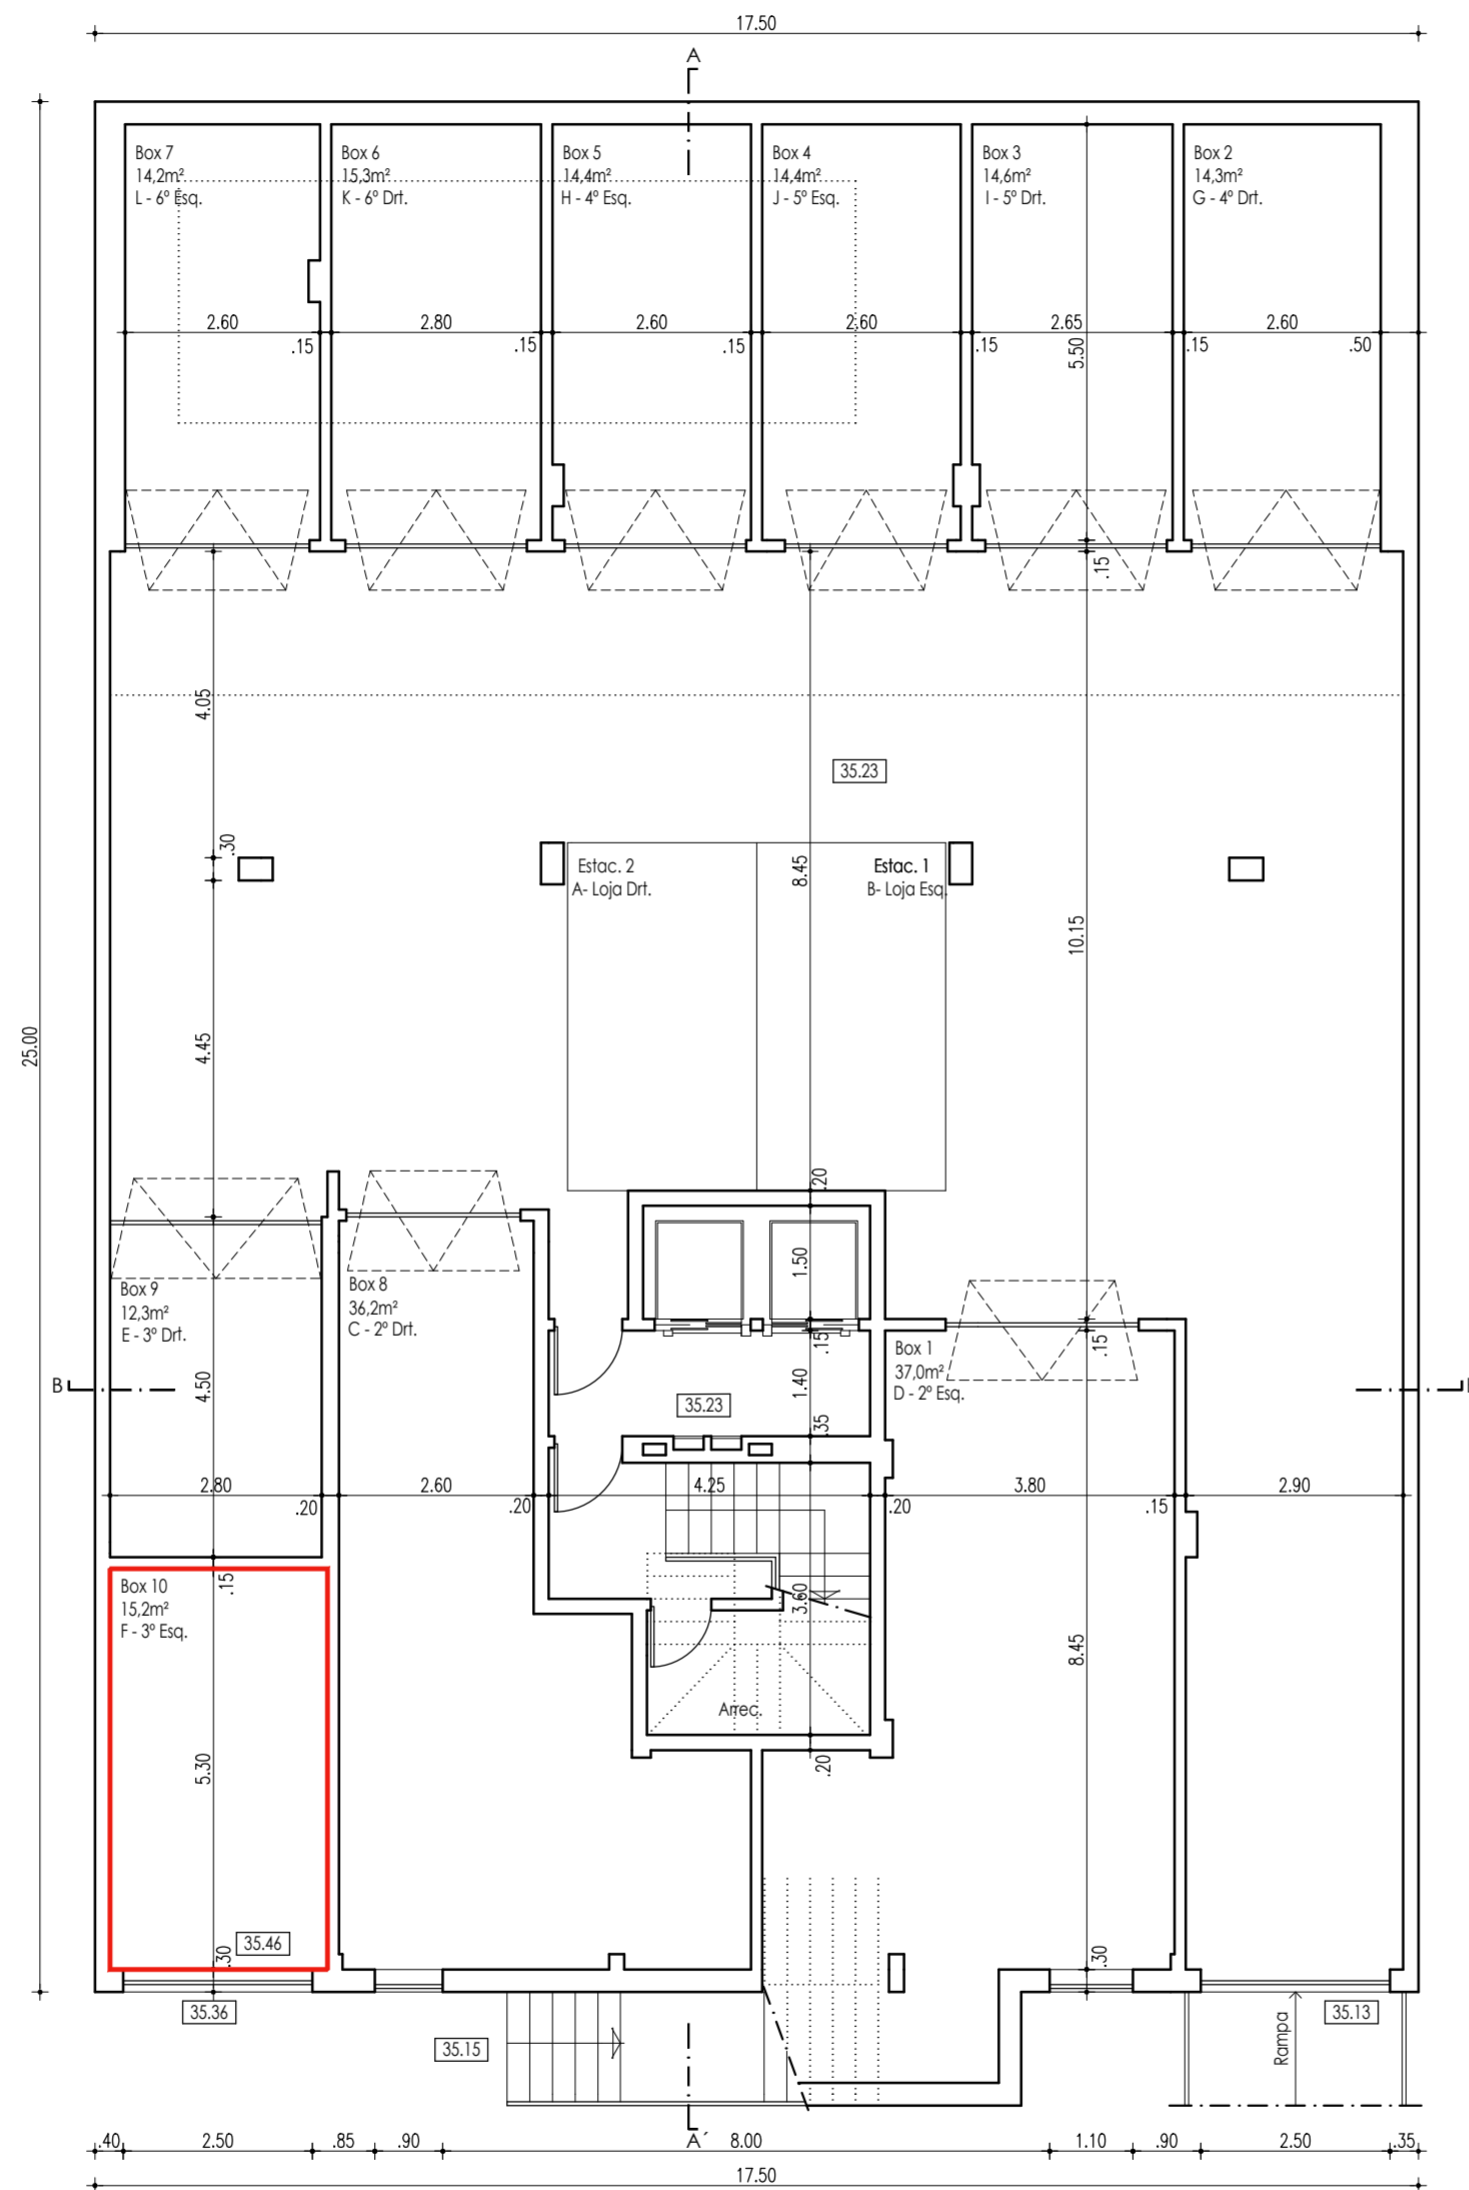 17.50
A
Box 7
14,2m²
L - 6º Esq.
Box 6
15,3m²
K - 6º Drt.
Box 5
14,4m²
H - 4º Esq.
Box 4
14,4m²
J - 5º Esq.
Box 3
14,6m²
I - 5º Drt.
Box 2
14,3m²
G - 4º Drt.
2.60
.15
2.80
.15
2.60
.15
2.60
.15
2.65
5.50
.15
2.60
.50
.15
4.05
35.23
.30
Estac. 2
A- Loja Drt.
8.45
Estac. 1
B- Loja Esq.
10.15
25.00
4.45
.20
Box 9
12,3m²
E - 3º Drt.
Box 8
36,2m²
C - 2º Drt.
1.50
.15
Box 1
37,0m²
D - 2º Esq.
.15
B
4.50
35.23
1.40
.35
2.80
.20
2.60
.20
4.25
.20
3.80
.15
2.90
.15
Box 10
15,2m²
F - 3º Esq.
3.60
8.45
Arrec.
5.30
.20
.30
35.46
.30
35.36
35.15
Rampa
35.13
A´
.40
2.50
.85
.90
8.00
1.10
.90
2.50
.35
17.50